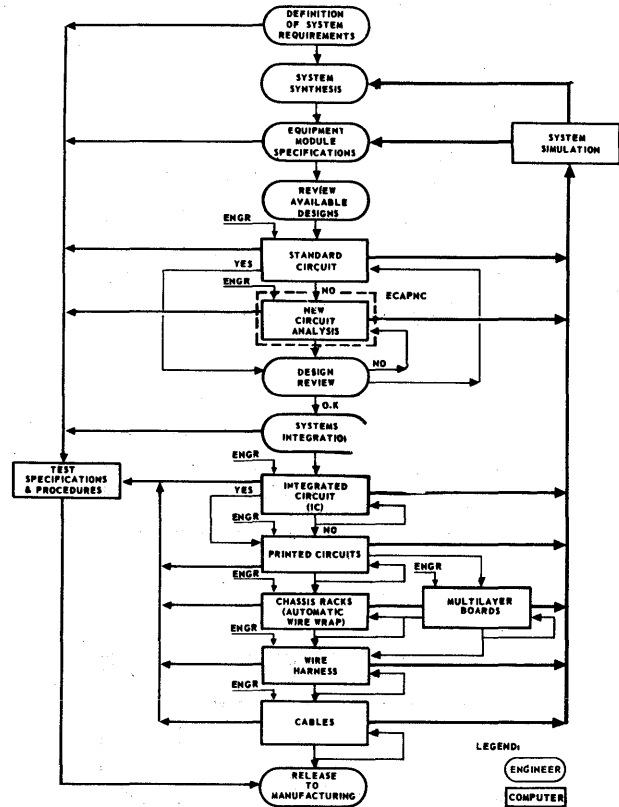 DEFINITION
OF SYSTEM
REQUIREMENTS
SYSTEM
SYNTHESIS
EQUIPMENT
MODULE
SPECIFICATIONS
SYSTEM
SIMULATION
REVIEW
AVAILABLE
DESIGNS
ENGR
STANDARD
CIRCUIT
YES
NO
ENGR
ECAPNC
NEW
CIRCUIT
ANALYSIS
NO
DESIGN
REVIEW
O.K
SYSTEMS
INTEGRATION
ENGR
TEST
SPECIFICATIONS
& PROCEDURES
YES
INTEGRATED
CIRCUIT
(IC)
ENGR
NO
PRINTED CIRCUITS
ENGR
ENGR
CHASSIS RACKS
(AUTOMATIC
WIRE WRAP)
MULTILAYER
BOARDS
ENGR
WIRE
HARNESS
ENGR
CABLES
LEGEND:
ENGINEER
RELEASE
TO
MANUFACTURING
COMPUTER